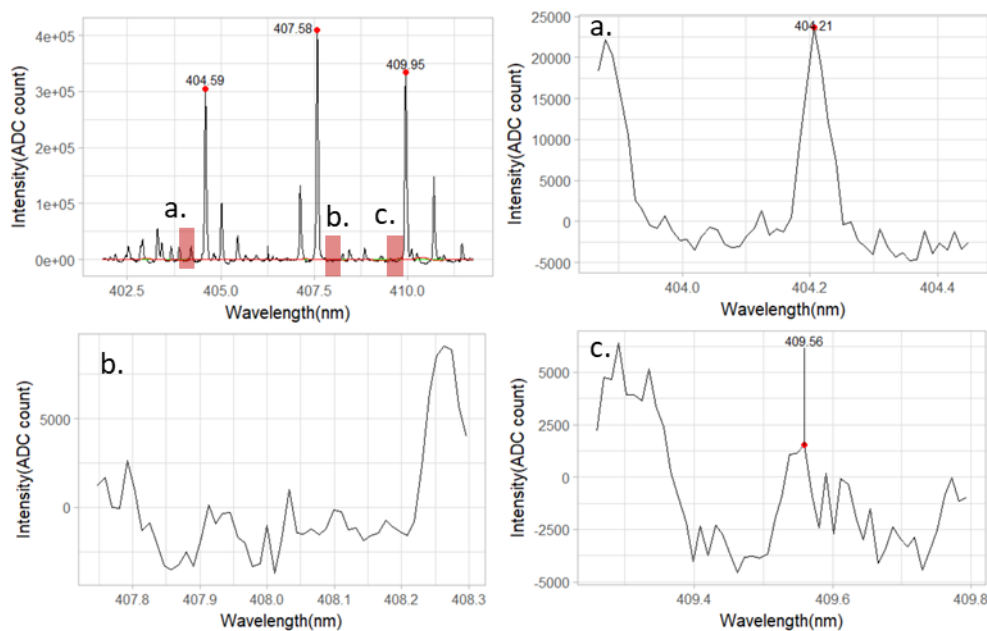 407.58
4e+05
409.95
404.59
3e+05
2e+05
1e+05
a.
b.
c.
0e+00
402.5
405.0
407.5
410.0
Wavelength(nm)
Intensity(ADC count)
a.
25000
404.21
20000
15000
10000
5000
0
-5000
404.0
404.2
404.4
Wavelength(nm)
Intensity(ADC count)
b.
5000
0
407.8
407.9
408.0
408.1
408.2
408.3
Wavelength(nm)
Intensity(ADC count)
c.
409.56
5000
2500
0
-2500
-5000
409.4
409.6
409.8
Wavelength(nm)
Intensity(ADC count)